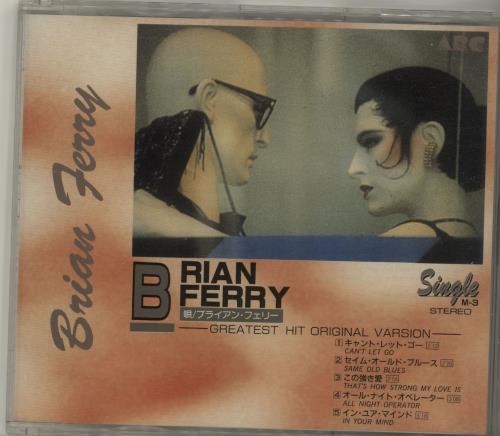 ARC
Brian Ferry
BRIAN
FERRY
唄/ブライアン・フェリー
GREATEST HIT ORIGINAL VARSION
Single
M-3
STEREO
1 キャント・レット・ゴー
CAN'T LET GO
2 セイム・オールド・ブルース
SAME OLD BLUES
3 この強き愛
THAT'S HOW STRONG MY LOVE IS
4 オール・ナイト・オペレーター
ALL NIGHT OPERATOR
5 イン・ユア・マインド
IN YOUR MIND